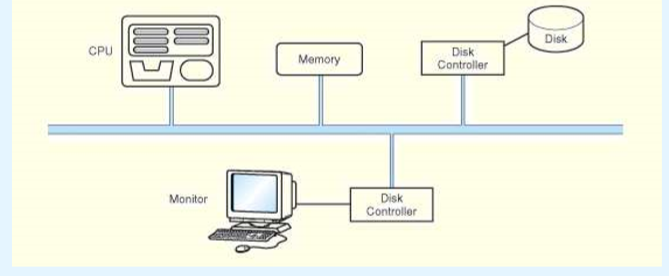 CPU
Memory
Disk
Controller
Disk
Monitor
Disk
Controller